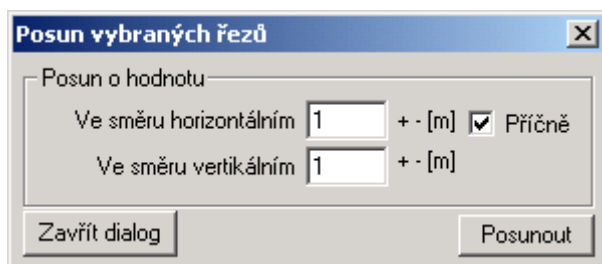 Posun vybraných řezů
Posun o hodnotu
Ve směru horizontálním 1 + - [m] Příčně
Ve směru vertikálním 1 + - [m]
Zavřít dialog Posunout